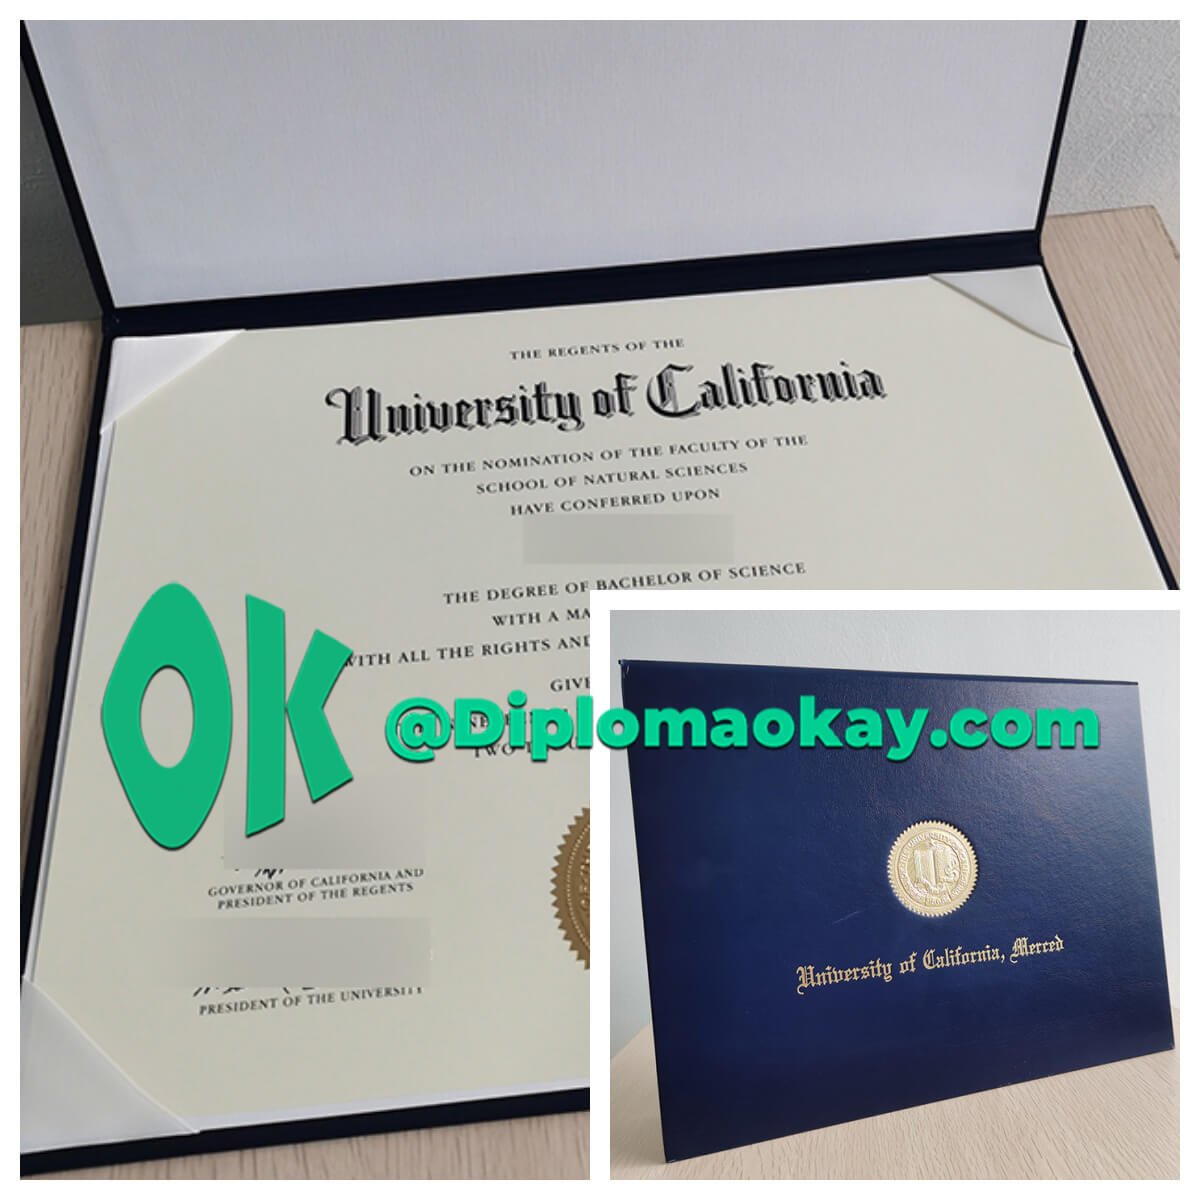 THE REGENTS OF THE
University of California
ON THE NOMINATION OF THE FACULTY OF THE
SCHOOL OF NATURAL SCIENCES
HAVE CONFERRED UPON
THE DEGREE OF BACHELOR OF SCIENCE
WITH A
WITH ALL THE RIGHTS AND
OK
@Diplomaokay.com
TWO
GOVERNOR OF CALIFORNIA AND
PRESIDENT OF THE REGENTS
PRESIDENT OF THE UNIVERSITY
University of California, Merced